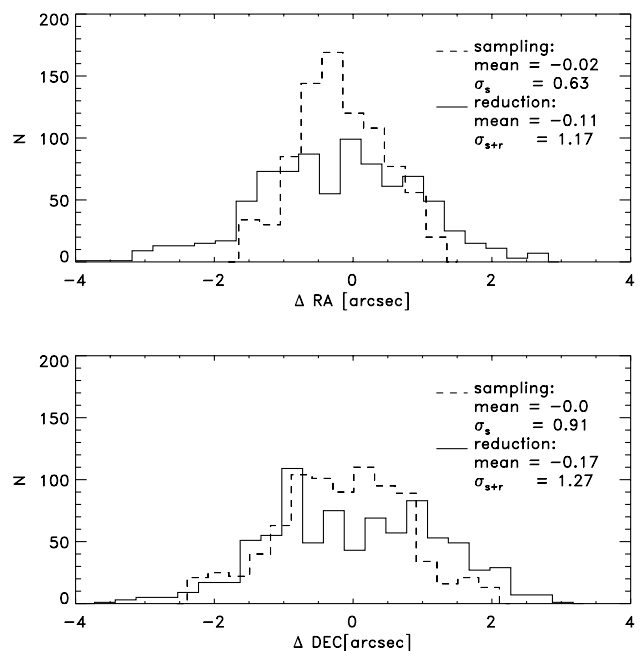 200
150
100
50
0
N
sampling:
mean = −0.02
σs = 0.63
reduction:
mean = −0.11
σs+r = 1.17
−4 −2 0 2 4
Δ RA [arcsec]
200
150
100
50
0
N
sampling:
mean = −0.0
σs = 0.91
reduction:
mean = −0.17
σs+r = 1.27
−4 −2 0 2 4
Δ DEC[arcsec]